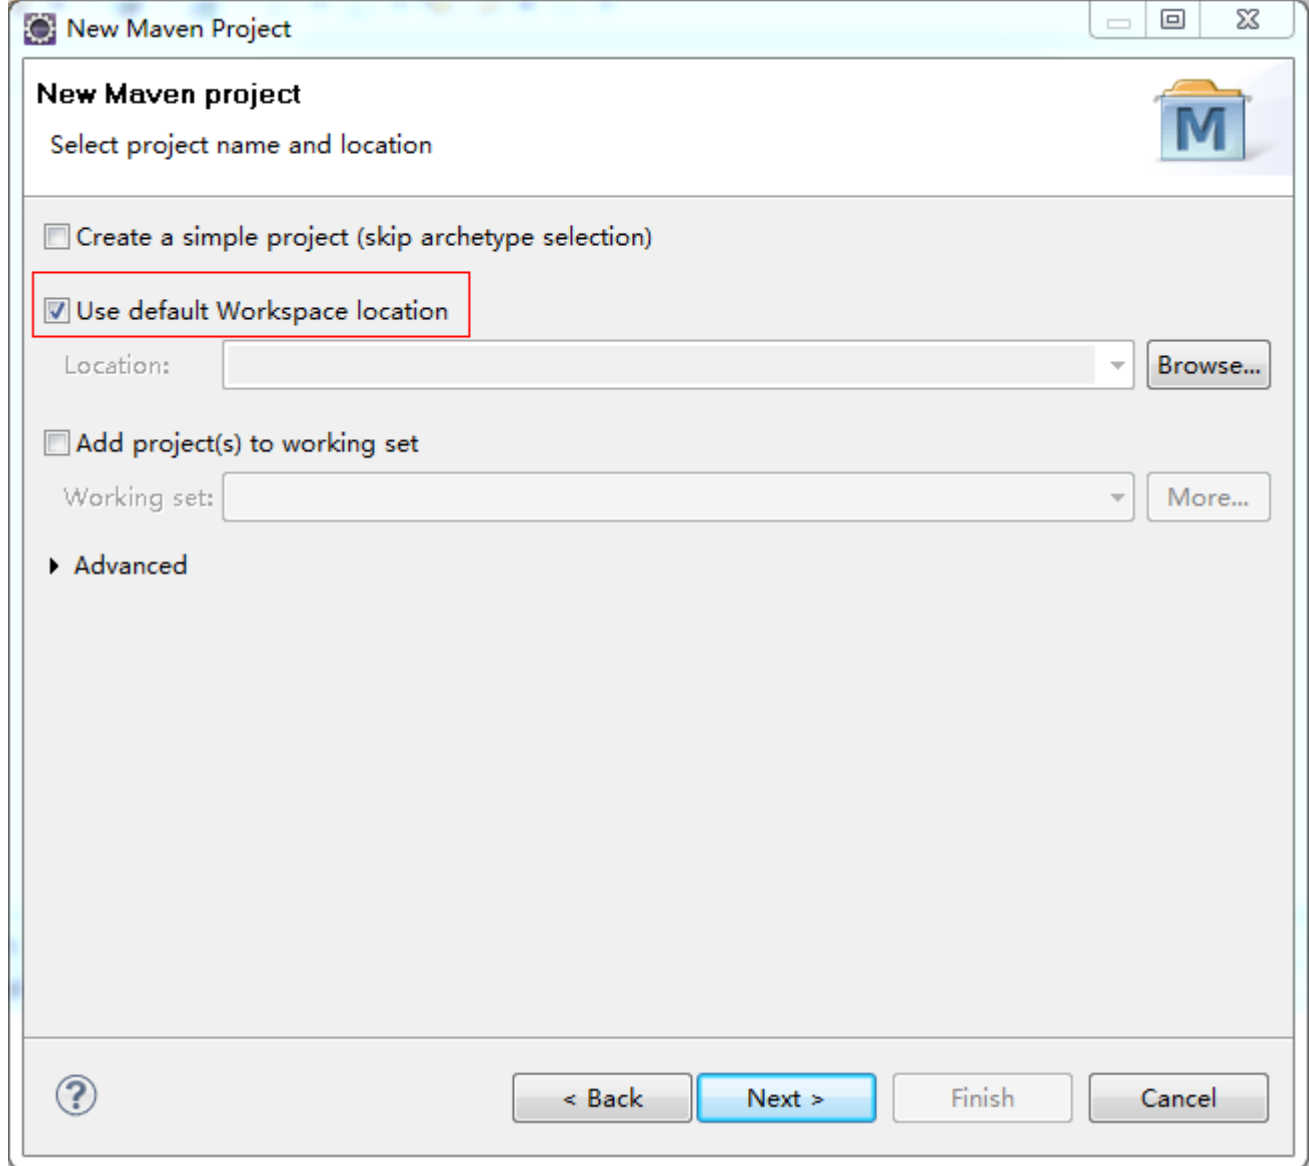 New Maven Project
New Maven project
Select project name and location
M
Create a simple project (skip archetype selection)
Use default Workspace location
Location:
Browse...
Add project(s) to working set
Working set:
More...
Advanced
?
< Back
Next >
Finish
Cancel